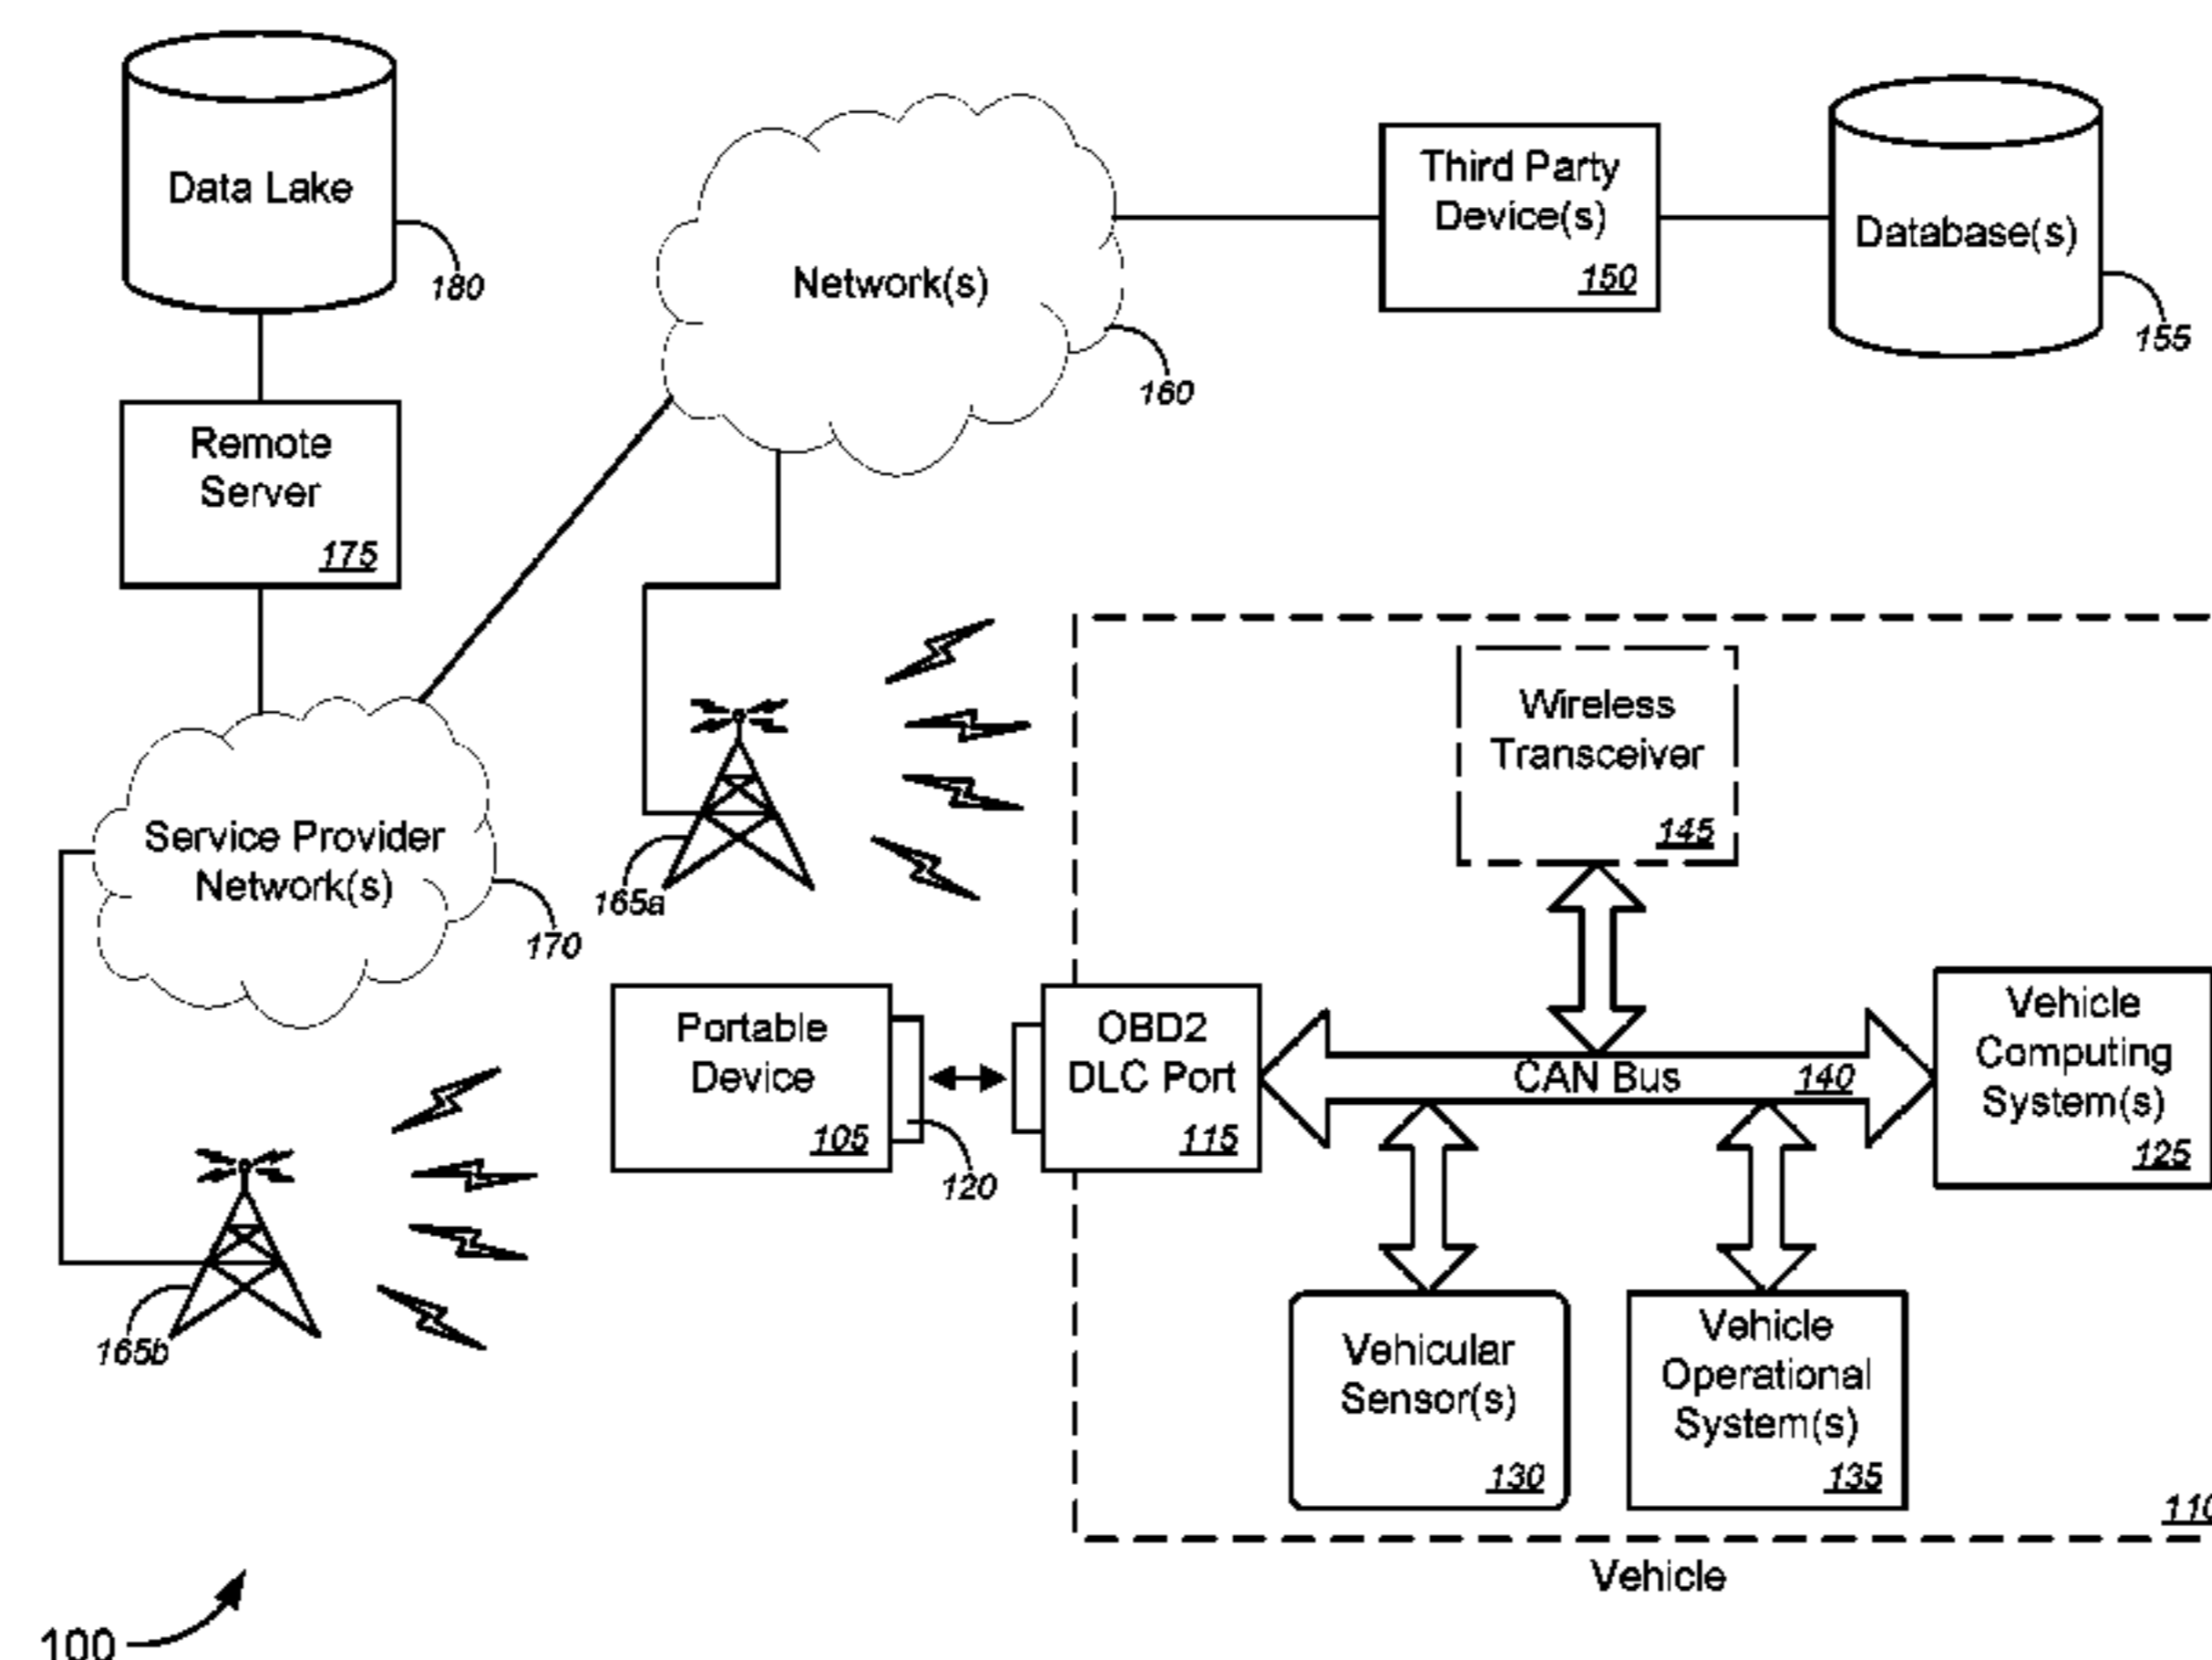 Data Lake
180
Network(s)
160
Third Party
Device(s)
150
Database(s)
155
Remote
Server
175
Service Provider
Network(s)
170
165a
165b
Portable
Device
105
120
OBD2
DLC Port
115
Wireless
Transceiver
145
CAN Bus
140
Vehicle
Computing
System(s)
125
Vehicular
Sensor(s)
130
Vehicle
Operational
System(s)
135
110
Vehicle
100